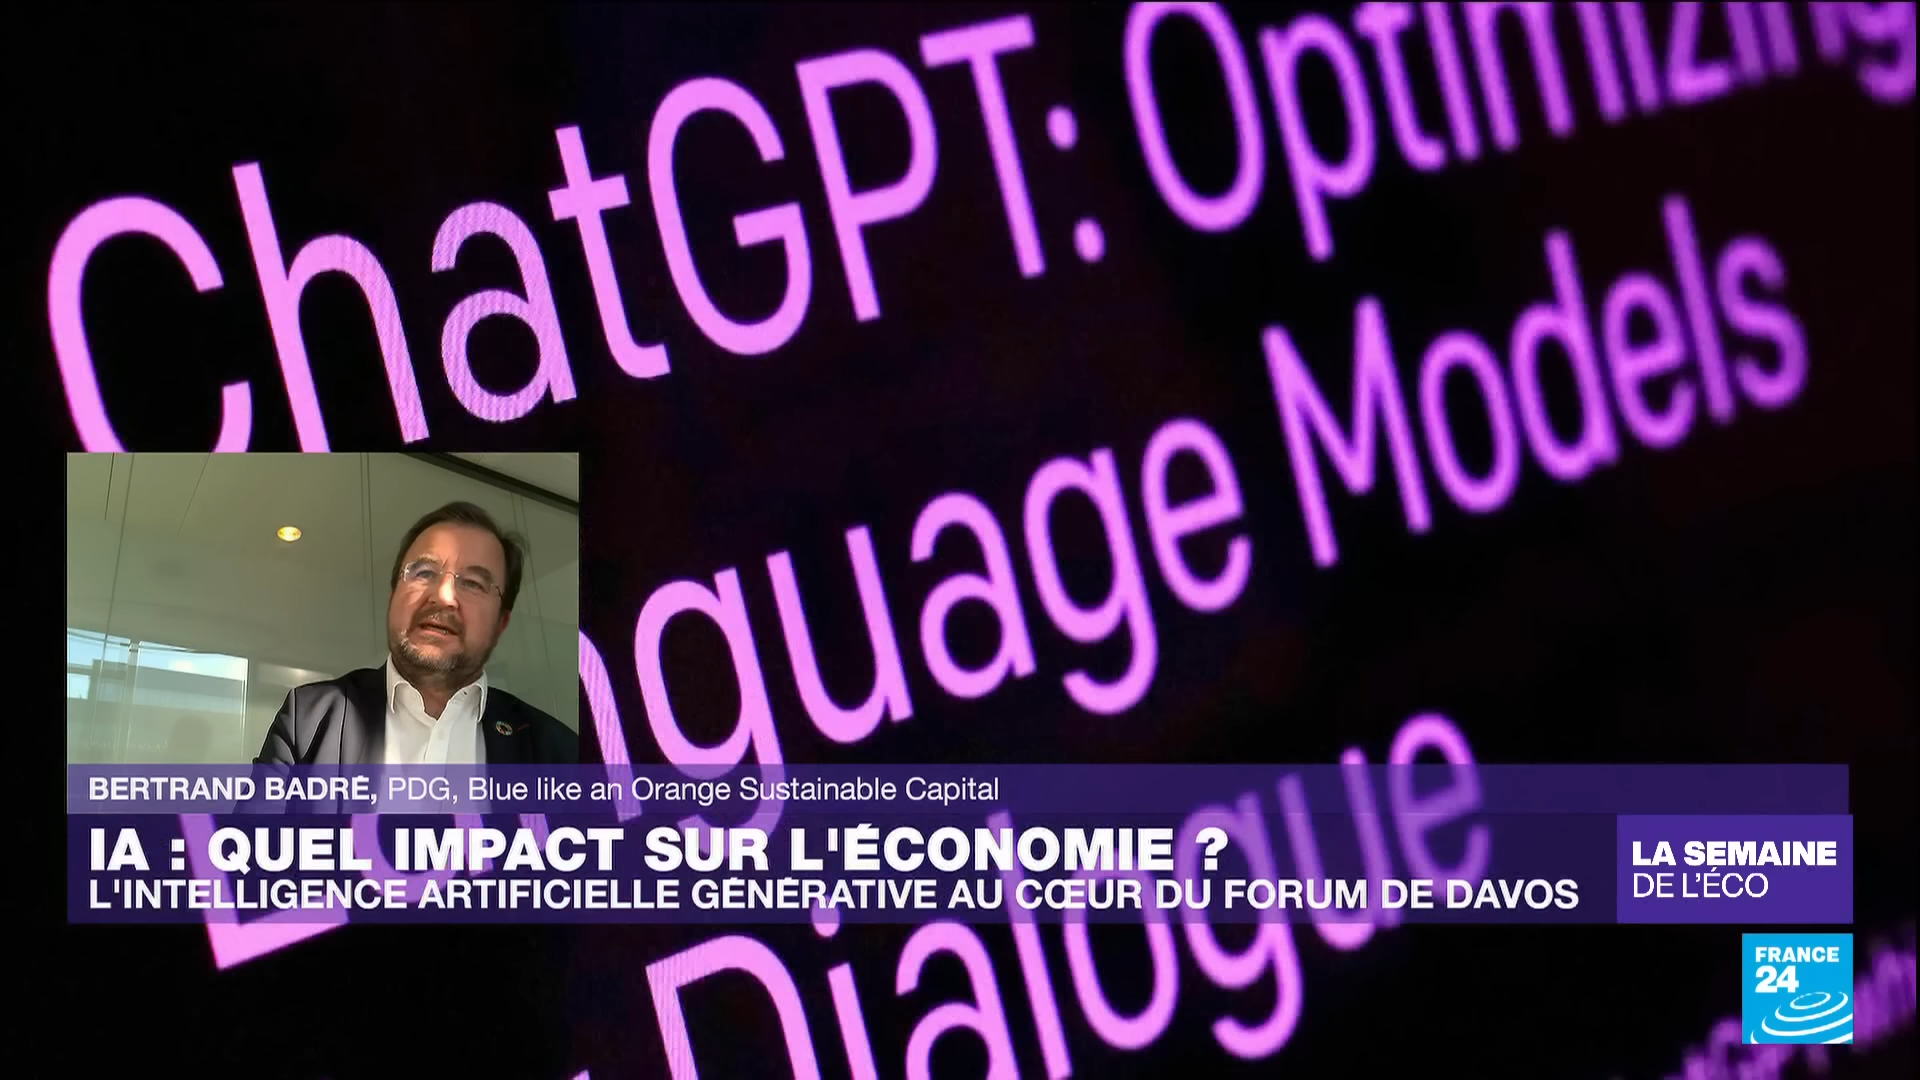 ChatGPT: Optimizing
Language Models
Dialogue
BERTRAND BADRÉ, PDG, Blue like an Orange Sustainable Capital
IA : QUEL IMPACT SUR L'ÉCONOMIE ?
L'INTELLIGENCE ARTIFICIELLE GÉNÉRATIVE AU CŒUR DU FORUM DE DAVOS
LA SEMAINE
DE L'ÉCO
FRANCE
24